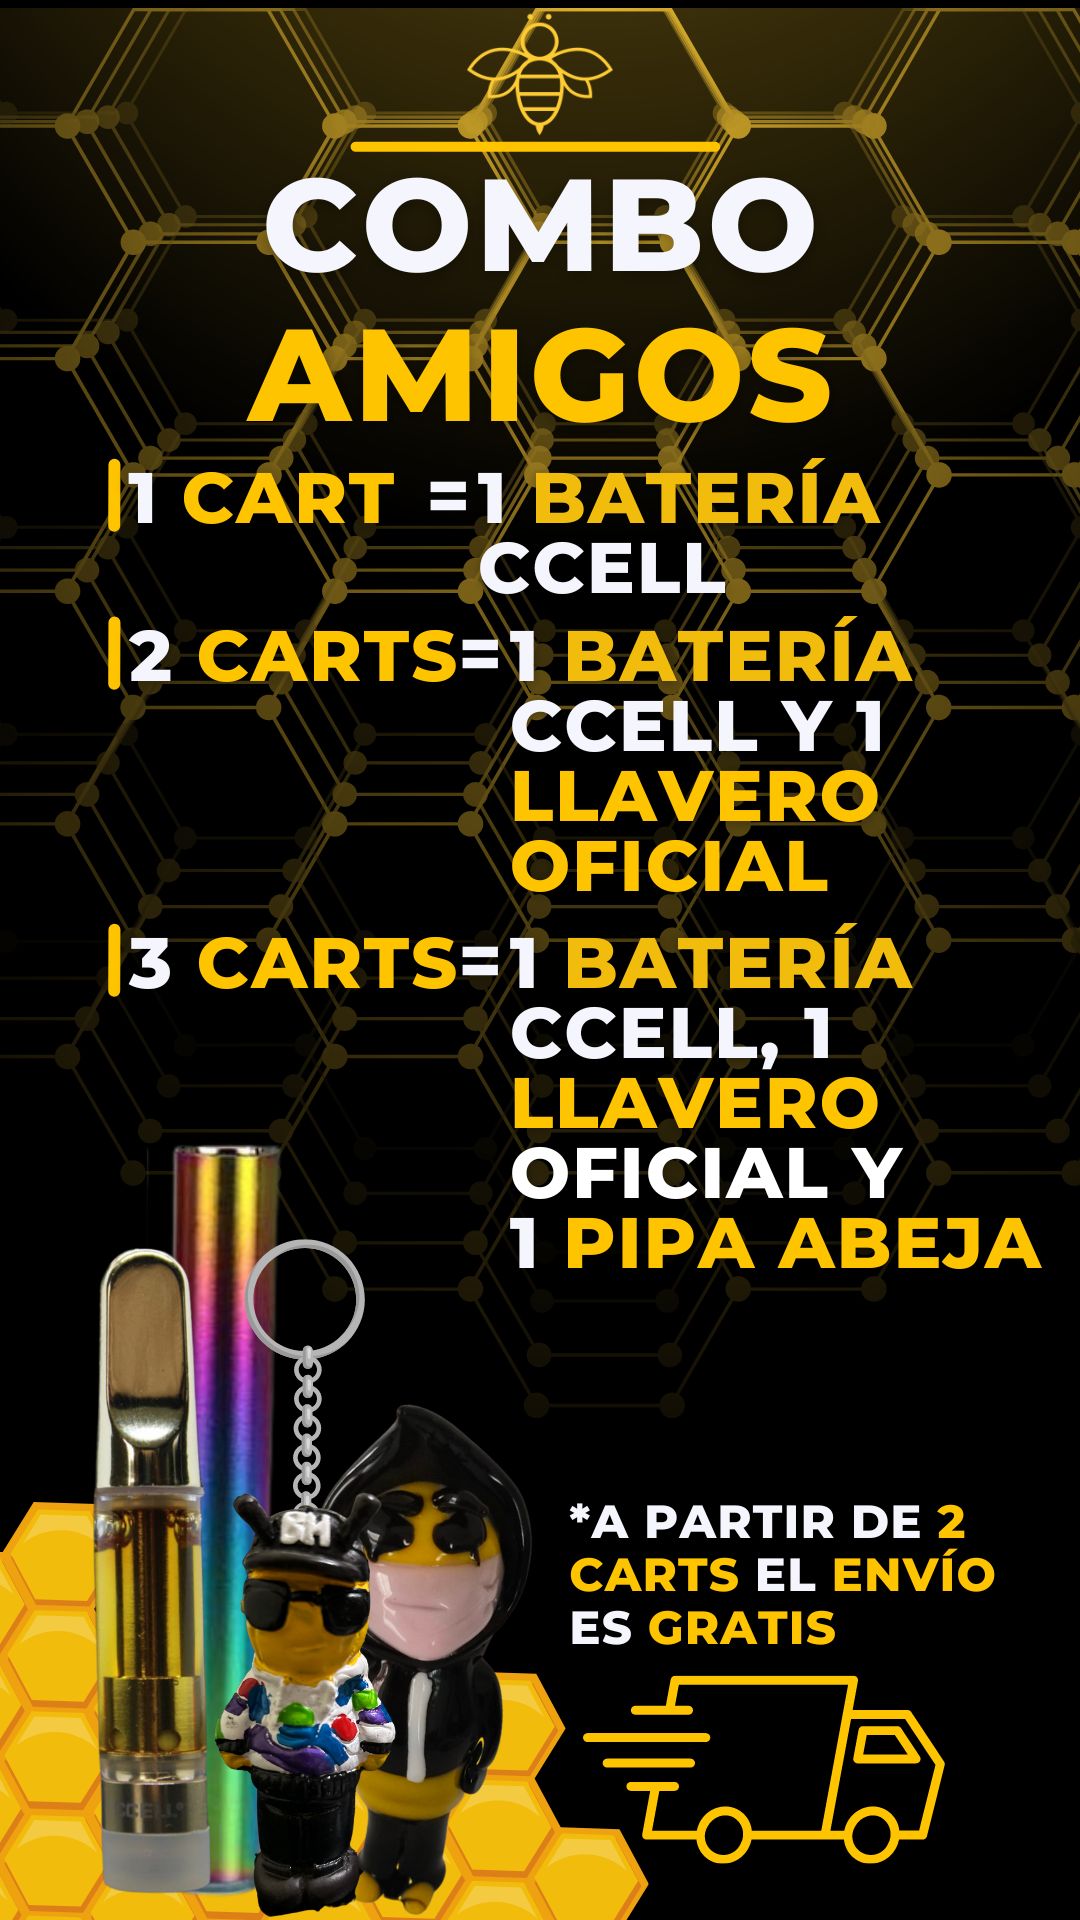 COMBO
AMIGOS
1 CART =1 BATERÍA
CCELL
2 CARTS=1 BATERÍA
CCELL Y 1
LLAVERO
OFICIAL
3 CARTS=1 BATERÍA
CCELL, 1
LLAVERO
OFICIAL Y
1 PIPA ABEJA
*A PARTIR DE 2
CARTS EL ENVÍO
ES GRATIS
CCELL